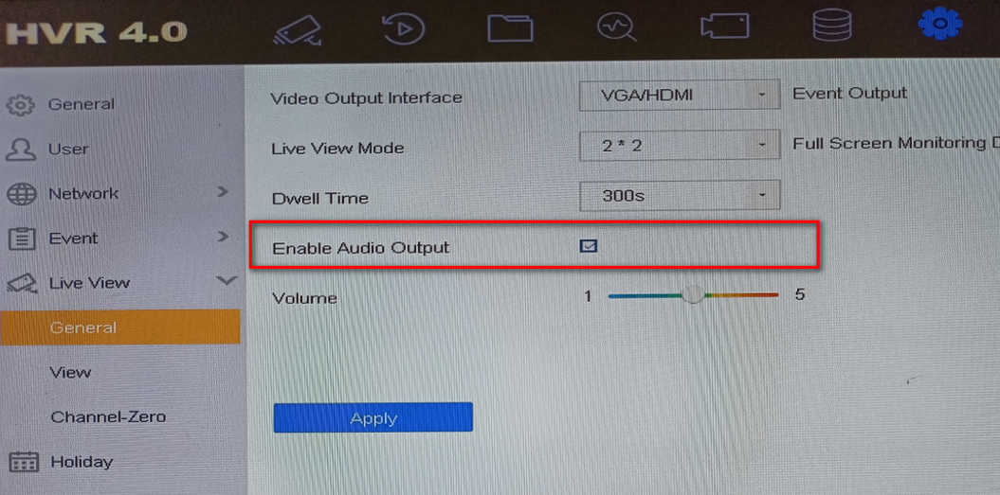 HVR 4.0
General
User
Network
Event
Live View
General
View
Channel-Zero
Holiday
Video Output Interface VGA/HDMI Event Output
Live View Mode 2 * 2 Full Screen Monitoring D
Dwell Time 300s
Enable Audio Output
Volume 1 5
Apply